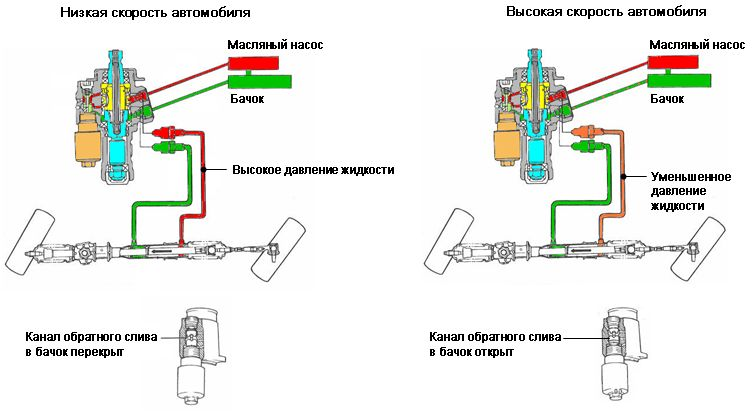 Низкая скорость автомобиля
Масляный насос
Бачок
Высокое давление жидкости
Канал обратного слива
в бачок перекрыт
Высокая скорость автомобиля
Масляный насос
Бачок
Уменьшенное
давление
жидкости
Канал обратного слива
в бачок открыт